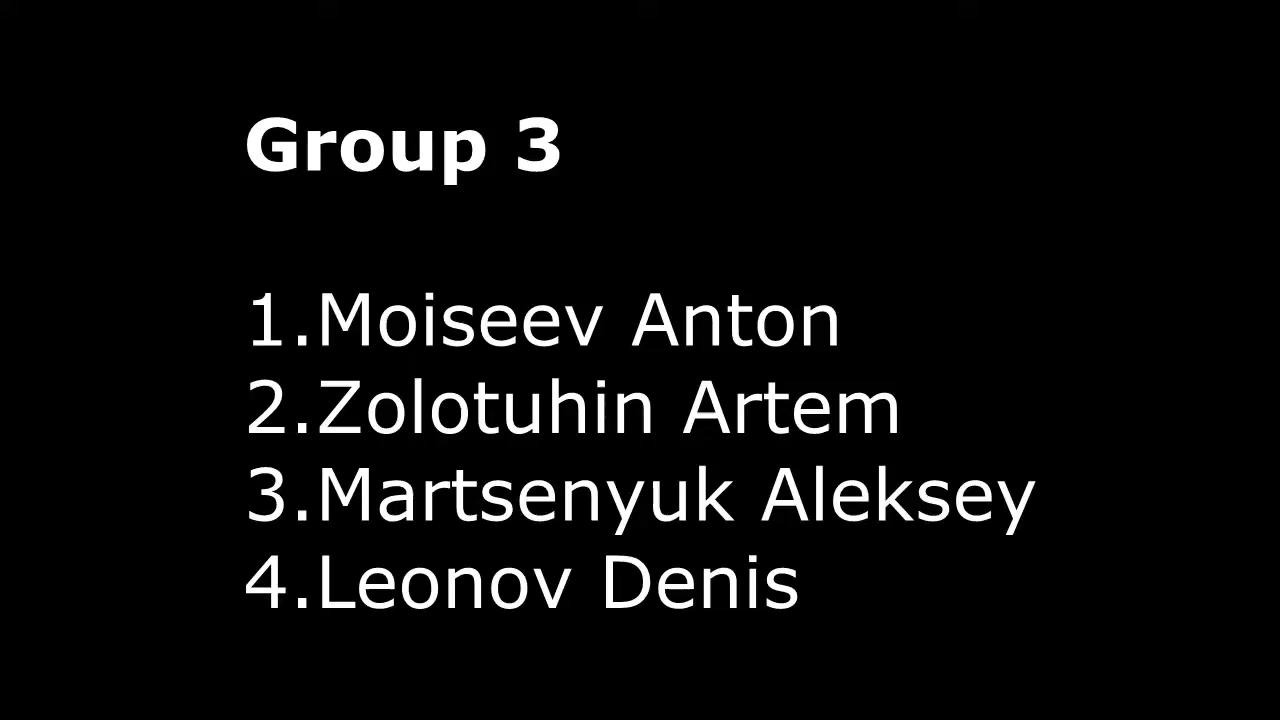 Group 3
1.Moiseev Anton
2.Zolotuhin Artem
3.Martsenyuk Aleksey
4.Leonov Denis